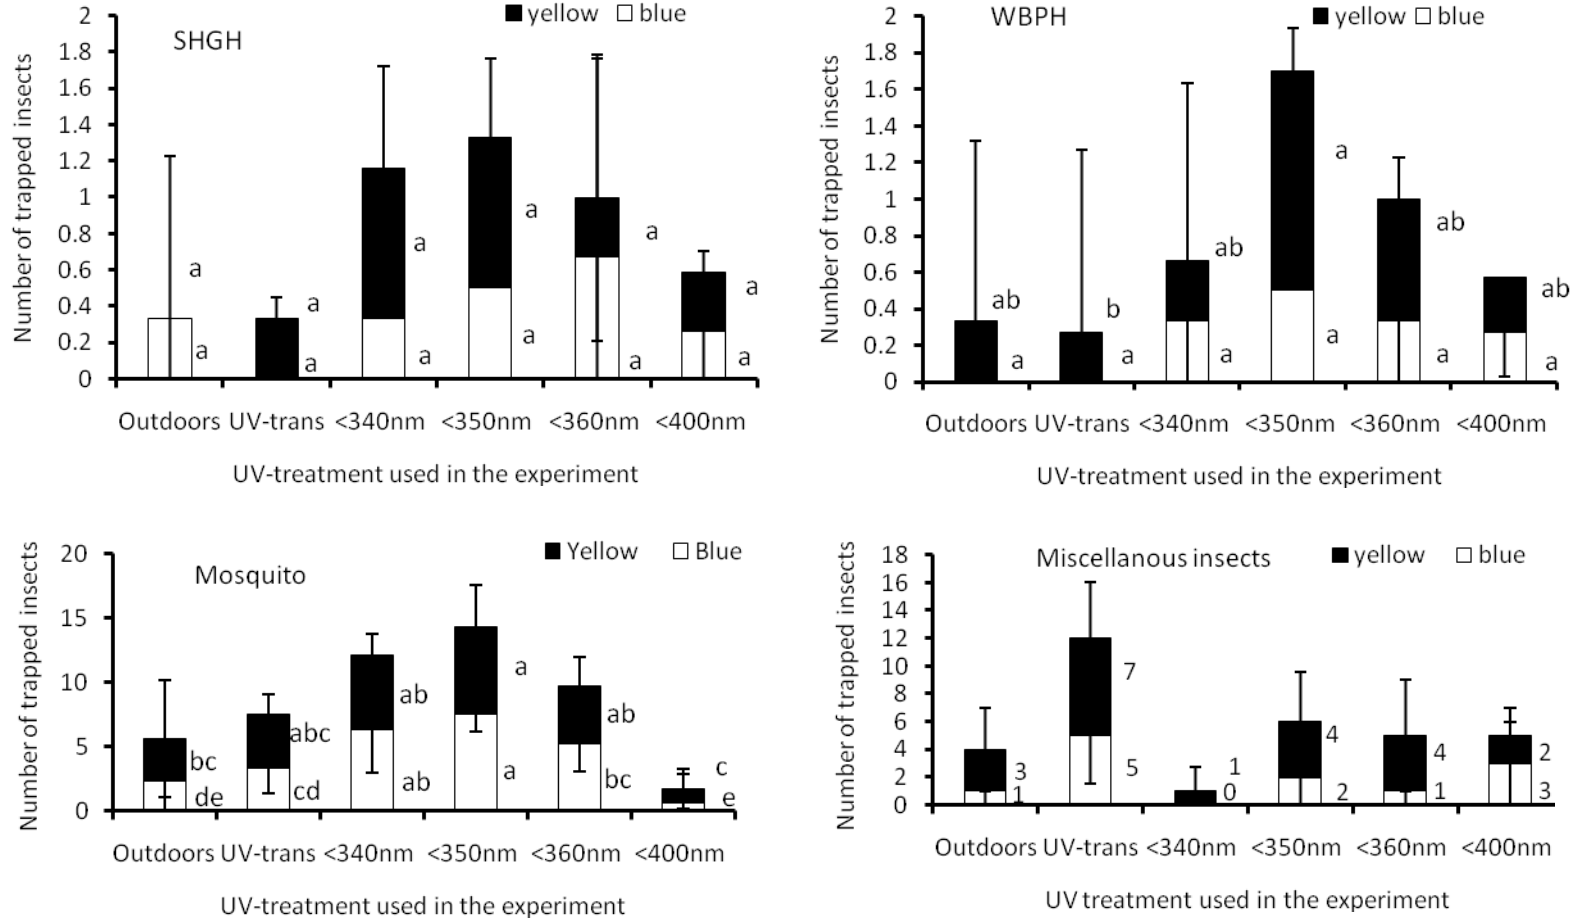 SHGH
yellow blue
Number of trapped insects
2
1.8
1.6
1.4
1.2
1
0.8
0.6
0.4
0.2
0
a
a
a
a
a
a
a
a
a
a
a
a
Outdoors UV-trans <340nm <350nm <360nm <400nm
UV-treatment used in the experiment
WBPH
yellow blue
Number of trapped insects
2
1.8
1.6
1.4
1.2
1
0.8
0.6
0.4
0.2
0
ab
a
b
a
ab
a
a
a
ab
a
ab
a
Outdoors UV-trans <340nm <350nm <360nm <400nm
UV-treatment used in the experiment
Mosquito
Yellow Blue
Number of trapped insects
20
15
10
5
0
bc
de
abc
cd
ab
ab
a
a
ab
bc
c
e
Outdoors UV-trans <340nm <350nm <360nm <400nm
UV-treatment used in the experiment
Miscellanous insects
yellow blue
Number of trapped insects
18
16
14
12
10
8
6
4
2
0
3
1
7
5
1
0
4
2
4
1
2
3
Outdoors UV-trans <340nm <350nm <360nm <400nm
UV treatment used in the experiment